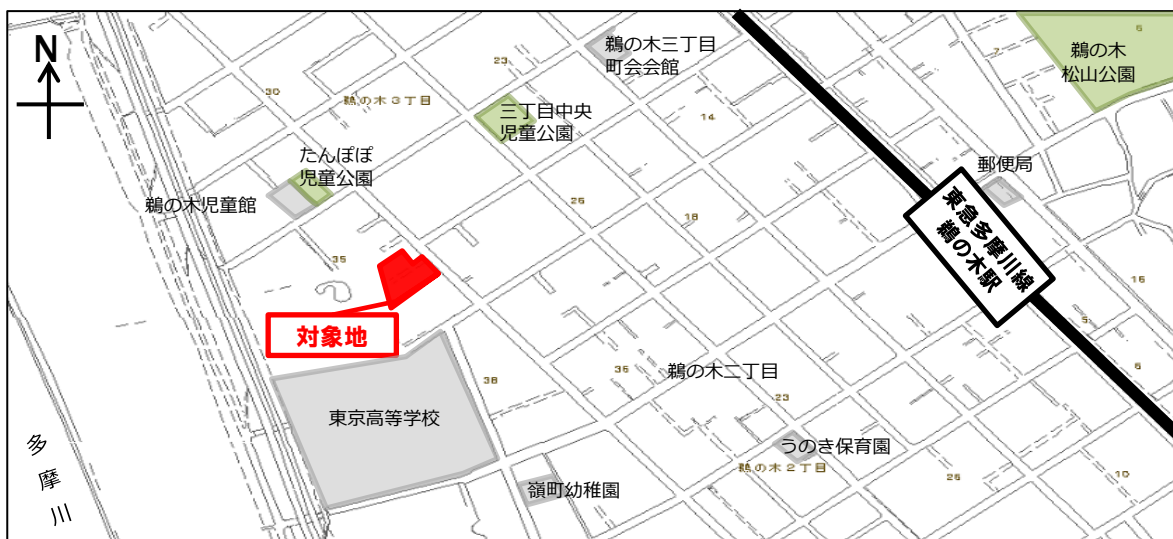 N
鵜の木三丁目
町会会館
鵜の木
松山公園
6
7
23
30
鵜の木3丁目
三丁目中央
児童公園
14
たんぽぽ
児童公園
郵便局
鵜の木児童館
26
18
東急多摩川線
鵜の木駅
35
16
対象地
5
36
鵜の木二丁目
6
38
23
東京高等学校
多摩川
うのき保育園
鵜の木2丁目
26
10
嶺町幼稚園